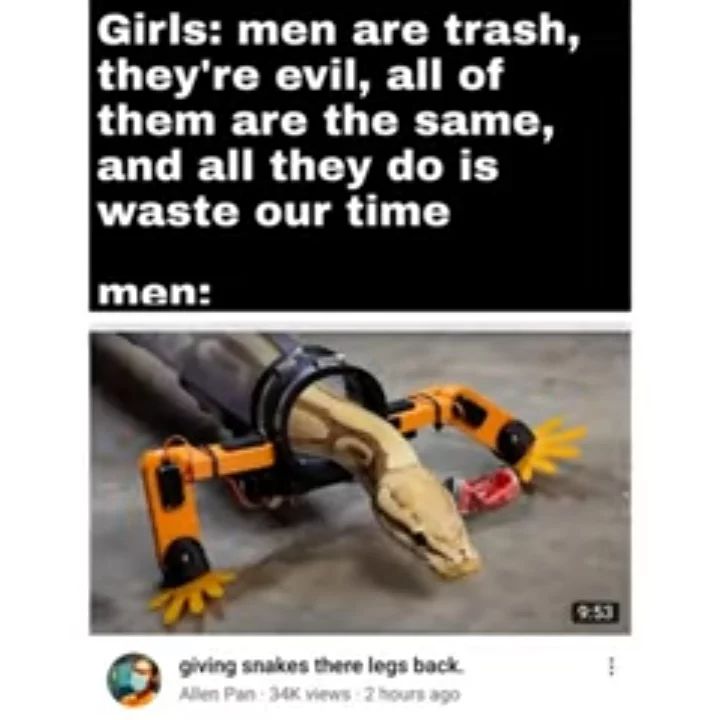 Girls: men are trash,
they're evil, all of
them are the same,
and all they do is
waste our time
men:
9:53
giving snakes there legs back.
Allen Pan · 34K views · 2 hours ago